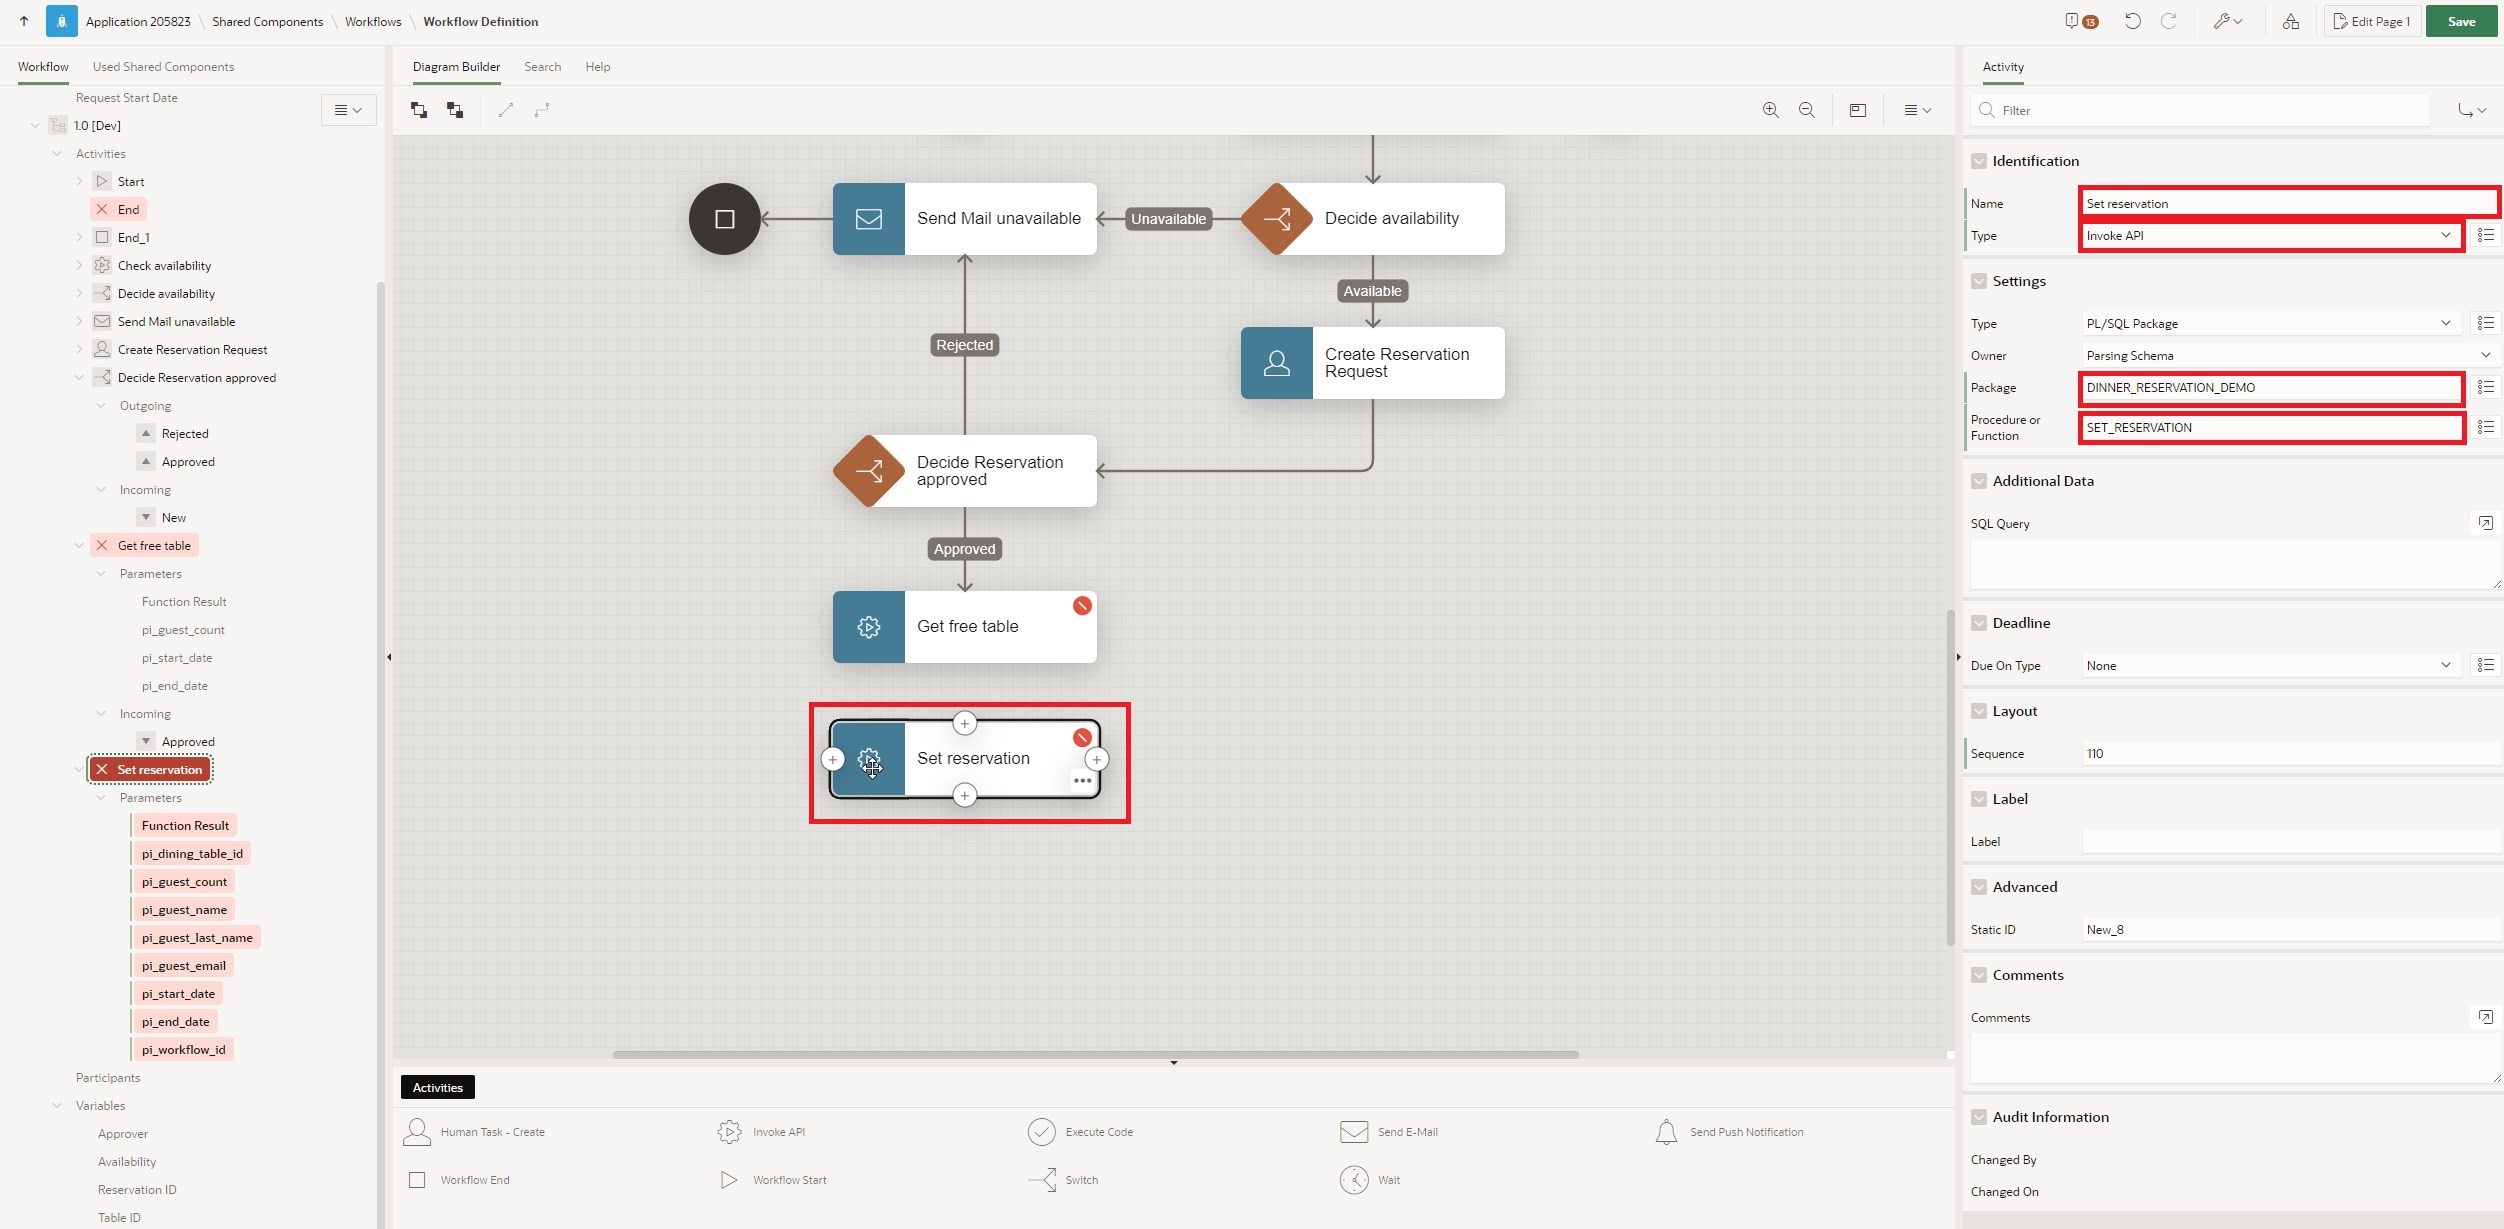 Application 205823 \ Shared Components \ Workflows \ Workflow Definition
13
Edit Page 1
Save
Workflow
Used Shared Components
Request Start Date
1.0 [Dev]
Activities
Start
End
End_1
Check availability
Decide availability
Send Mail unavailable
Create Reservation Request
Decide Reservation approved
Outgoing
Rejected
Approved
Incoming
New
Get free table
Parameters
Function Result
pi_guest_count
pi_start_date
pi_end_date
Incoming
Approved
Set reservation
Parameters
Function Result
pi_dining_table_id
pi_guest_count
pi_guest_name
pi_guest_last_name
pi_guest_email
pi_start_date
pi_end_date
pi_workflow_id
Participants
Variables
Approver
Availability
Reservation ID
Table ID
Diagram Builder
Search
Help
Send Mail unavailable
Unavailable
Decide availability
Available
Rejected
Create Reservation
Request
Decide Reservation
approved
Approved
Get free table
Set reservation
Activities
Human Task - Create
Invoke API
Execute Code
Send E-Mail
Send Push Notification
Workflow End
Workflow Start
Switch
Wait
Activity
Filter
Identification
Name
Set reservation
Type
Invoke API
Settings
Type
PL/SQL Package
Owner
Parsing Schema
Package
DINNER_RESERVATION_DEMO
Procedure or
Function
SET_RESERVATION
Additional Data
SQL Query
Deadline
Due On Type
None
Layout
Sequence
110
Label
Label
Advanced
Static ID
New_8
Comments
Comments
Audit Information
Changed By
Changed On